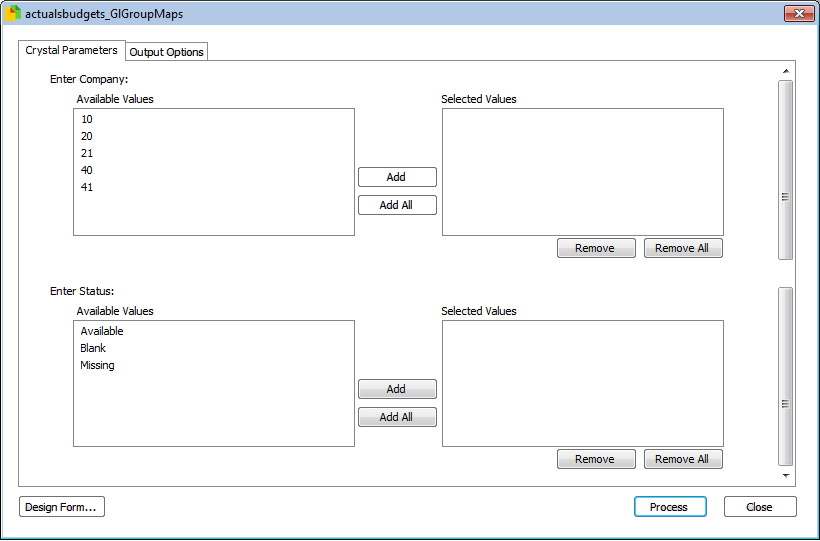 actualsbudgets_GlGroupMaps
Crystal Parameters Output Options
Enter Company:
Available Values Selected Values
10
20
21
40
41
Add
Add All
Remove Remove All
Enter Status:
Available Values Selected Values
Available
Blank
Missing
Add
Add All
Remove Remove All
Design Form... Process Close